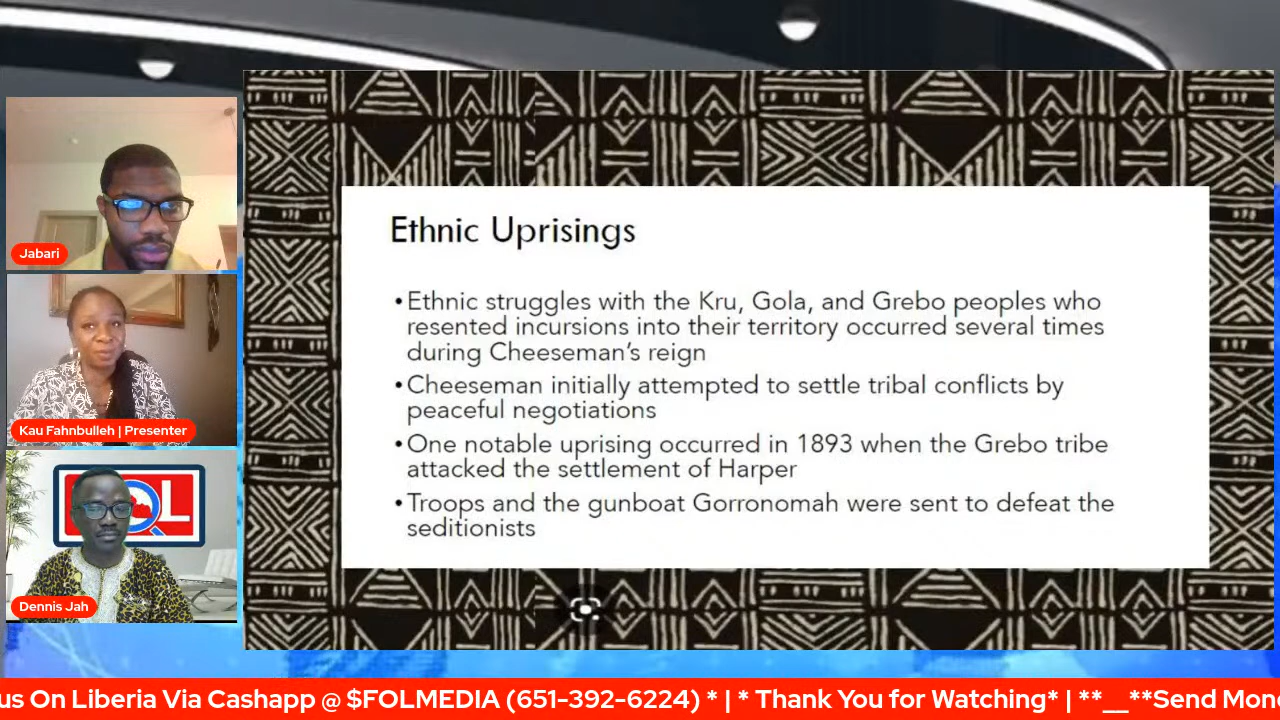 Jabari
Kau Fahnbulleh | Presenter
OL
Dennis Jah
Ethnic Uprisings
•Ethnic struggles with the Kru, Gola, and Grebo peoples who
resented incursions into their territory occurred several times
during Cheeseman's reign
•Cheeseman initially attempted to settle tribal conflicts by
peaceful negotiations
•One notable uprising occurred in 1893 when the Grebo tribe
attacked the settlement of Harper
•Troops and the gunboat Gorronomah were sent to defeat the
seditionists
us On Liberia Via Cashapp @ $FOLMEDIA (651-392-6224) * | * Thank You for Watching* | **__**Send Mon